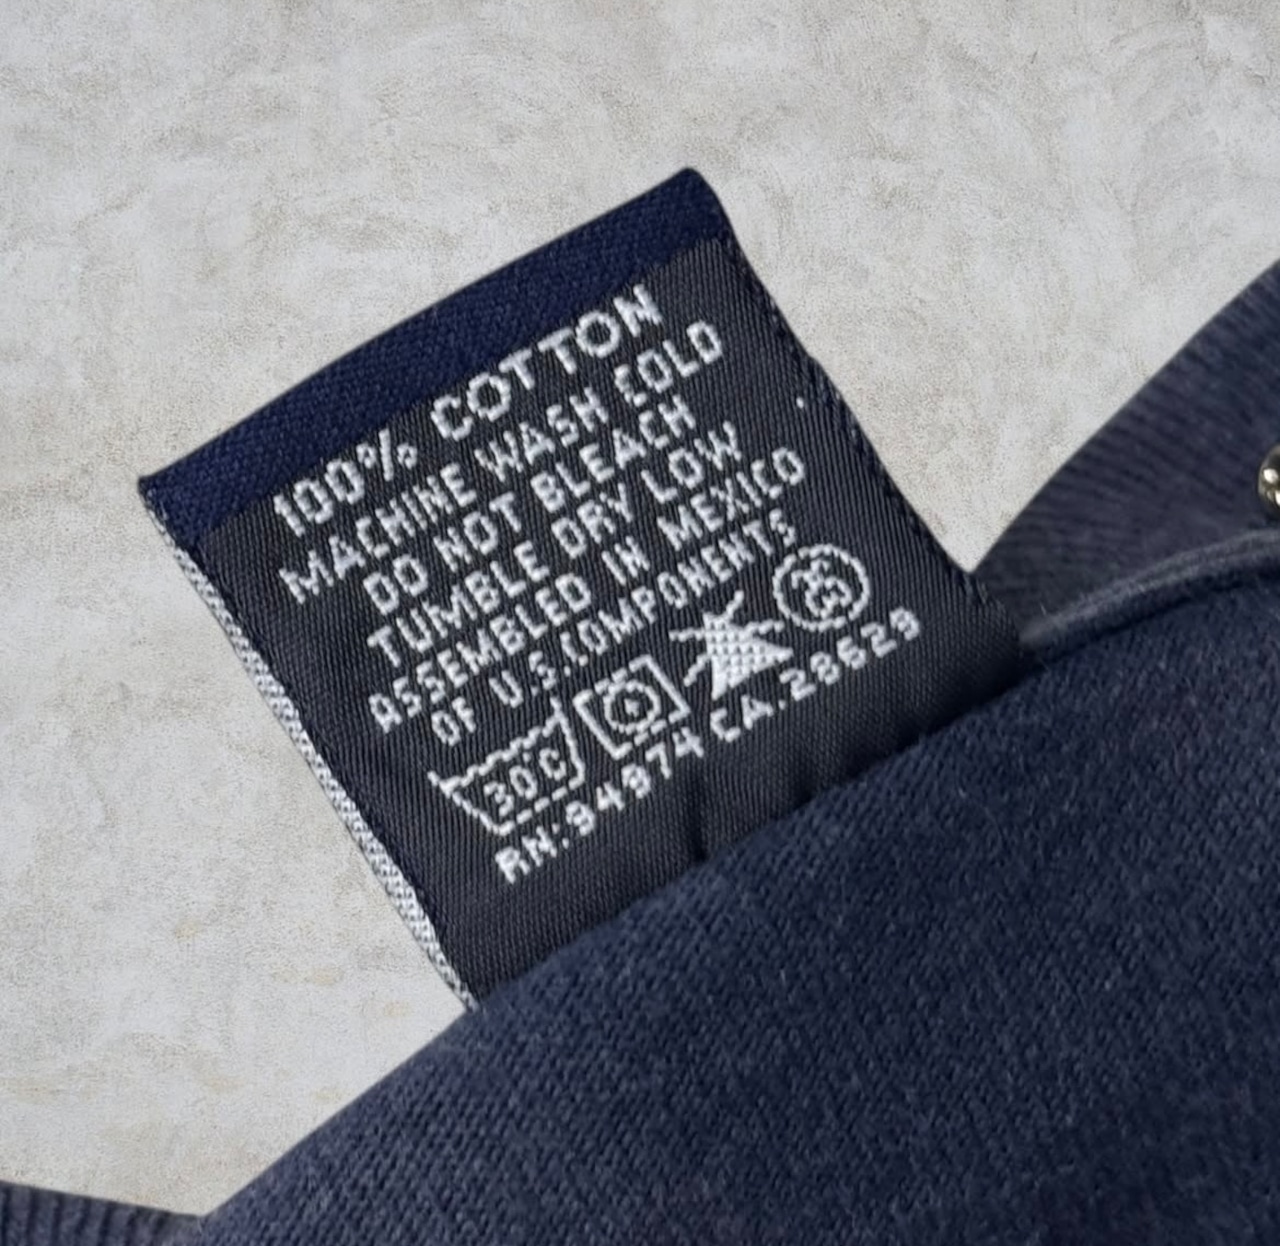 100% COTTON
MACHINE WASH COLD
DO NOT BLEACH
TUMBLE DRY LOW
ASSEMBLED IN MEXICO
OF U.S.COMPONENTS
30°C
RN:94974 CA.28629